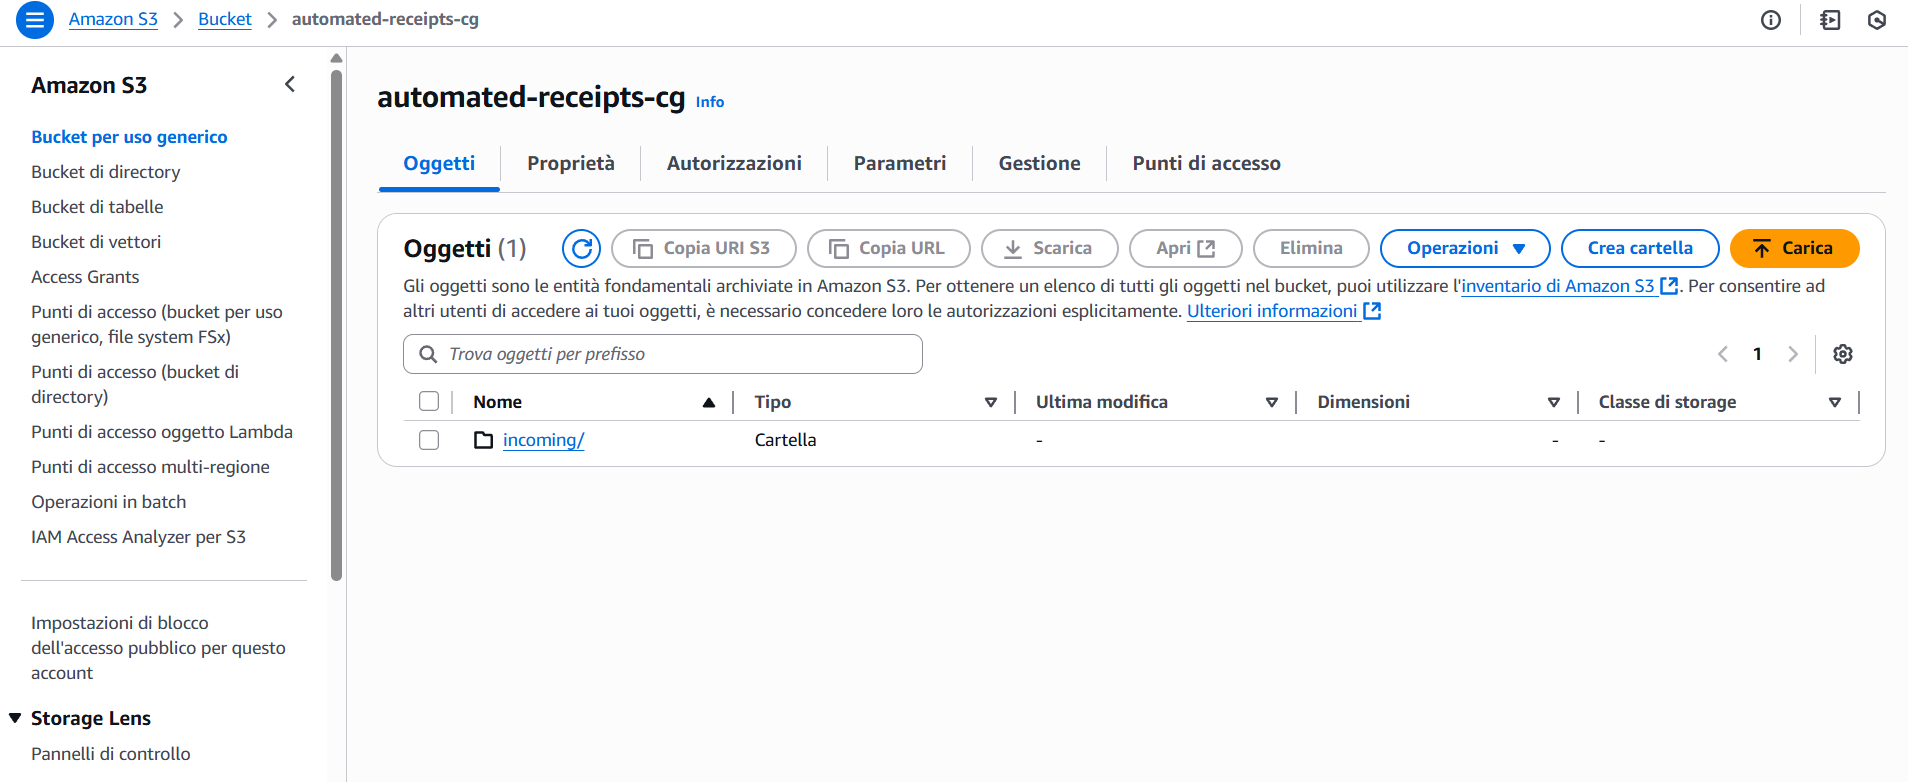 Amazon S3 > Bucket > automated-receipts-cg
Amazon S3
Bucket per uso generico
Bucket di directory
Bucket di tabelle
Bucket di vettori
Access Grants
Punti di accesso (bucket per uso
generico, file system FSx)
Punti di accesso (bucket di
directory)
Punti di accesso oggetto Lambda
Punti di accesso multi-regione
Operazioni in batch
IAM Access Analyzer per S3
Impostazioni di blocco
dell'accesso pubblico per questo
account
Storage Lens
Pannelli di controllo
automated-receipts-cg Info
Oggetti Proprietà Autorizzazioni Parametri Gestione Punti di accesso
Oggetti (1) Copia URI S3 Copia URL Scarica Apri Elimina Operazioni Crea cartella Carica
Gli oggetti sono le entità fondamentali archiviate in Amazon S3. Per ottenere un elenco di tutti gli oggetti nel bucket, puoi utilizzare l'inventario di Amazon S3. Per consentire ad
altri utenti di accedere ai tuoi oggetti, è necessario concedere loro le autorizzazioni esplicitamente. Ulteriori informazioni
Trova oggetti per prefisso 1
Nome Tipo Ultima modifica Dimensioni Classe di storage
incoming/ Cartella - - -